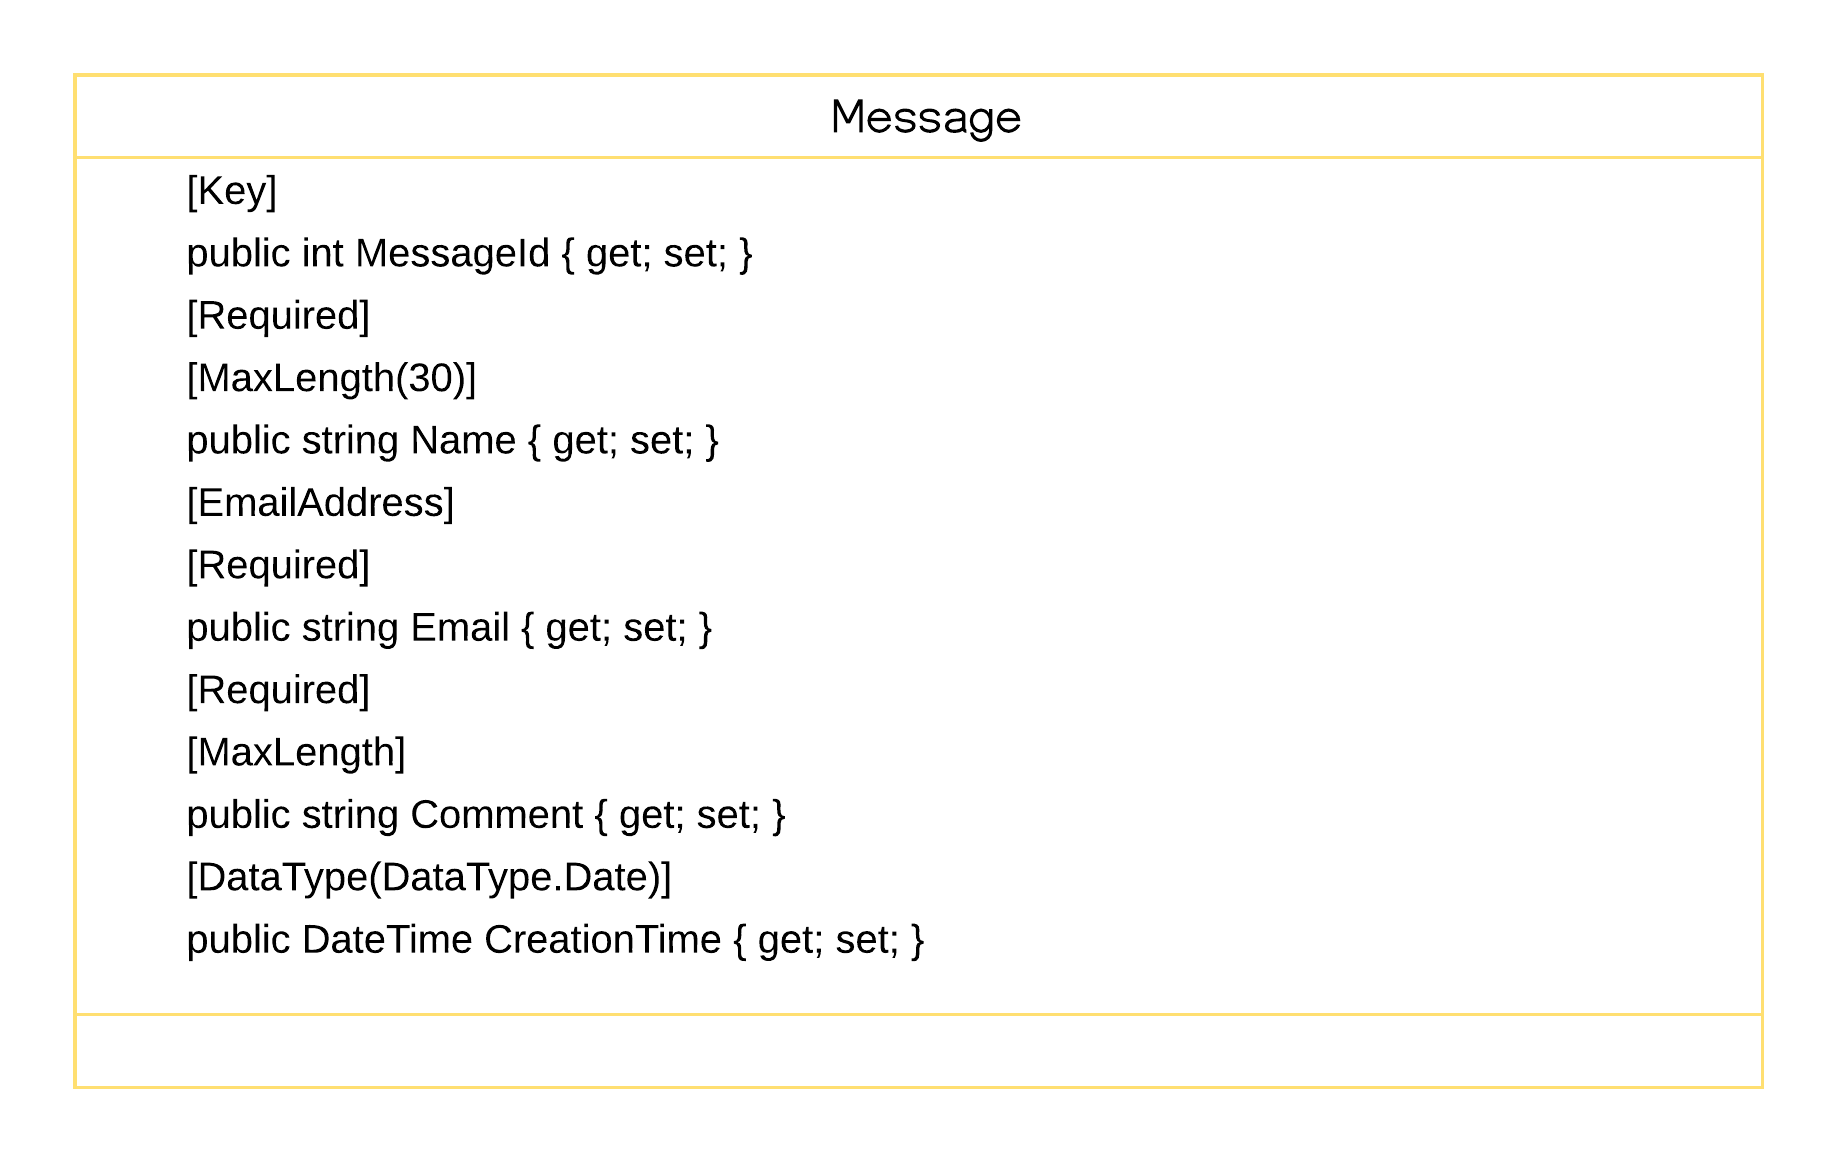 Message
[Key]
public int MessageId { get; set; }
[Required]
[MaxLength(30)]
public string Name { get; set; }
[EmailAddress]
[Required]
public string Email { get; set; }
[Required]
[MaxLength]
public string Comment { get; set; }
[DataType(DataType.Date)]
public DateTime CreationTime { get; set; }